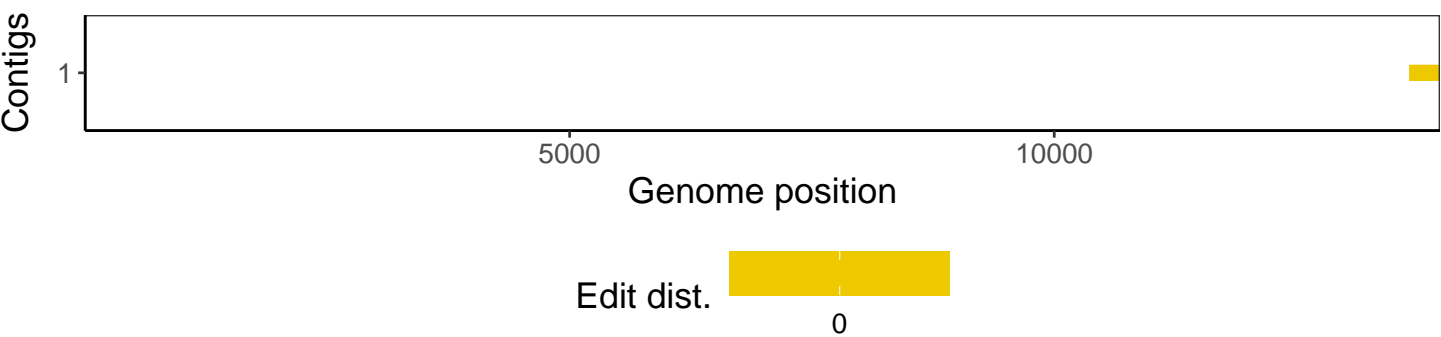 Contigs
1
5000 10000
Genome position
Edit dist.
0